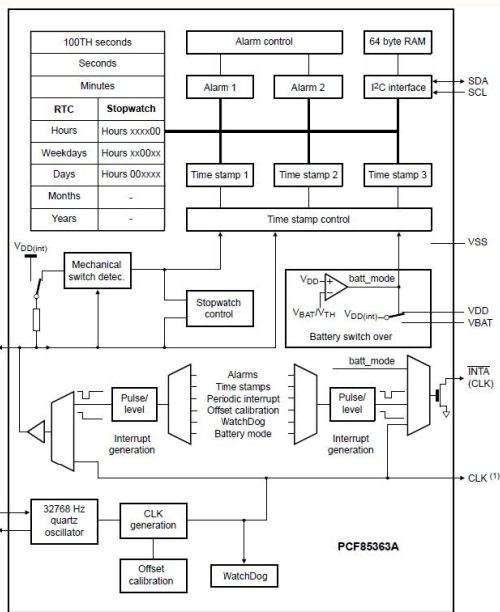 100TH seconds
Seconds
Minutes
RTC Stopwatch
Hours Hours xxxx00
Weekdays Hours xx00xx
Days Hours 00xxxx
Months -
Years -
Alarm control
64 byte RAM
Alarm 1
Alarm 2
I²C interface
SDA
SCL
Time stamp 1
Time stamp 2
Time stamp 3
Time stamp control
VSS
VDD(int)
Mechanical
switch detec.
Stopwatch
control
VDD
+
−
batt_mode
VBAT/VTH
VDD(int)
Battery switch over
VDD
VBAT
Pulse/
level
Interrupt
generation
Alarms
Time stamps
Periodic interrupt
Offset calibration
WatchDog
Battery mode
Pulse/
level
Interrupt
generation
batt_mode
INTA
(CLK)
CLK (1)
32768 Hz
quartz
oscillator
CLK
generation
Offset
calibration
WatchDog
PCF85363A